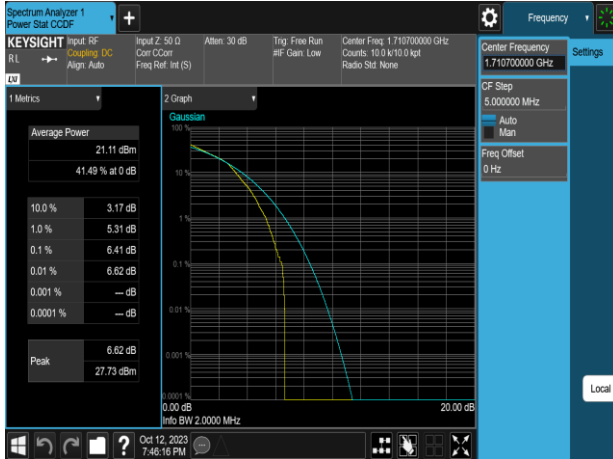 Spectrum Analyzer 1
Power Stat CCDF
+
Frequency
KEYSIGHT
RL
LXI
Input: RF
Coupling: DC
Align: Auto
Input Z: 50 Ω
Corr CCorr
Freq Ref: Int (S)
Atten: 30 dB
Trig: Free Run
#IF Gain: Low
Center Freq: 1.710700000 GHz
Counts: 10.0 k/10.0 kpt
Radio Std: None
Center Frequency
1.710700000 GHz
Settings
CF Step
5.000000 MHz
Auto
Man
Freq Offset
0 Hz
1 Metrics
Average Power
21.11 dBm
41.49 % at 0 dB
10.0 % 3.17 dB
1.0 % 5.31 dB
0.1 % 6.41 dB
0.01 % 6.62 dB
0.001 % --- dB
0.0001 % --- dB
Peak
6.62 dB
27.73 dBm
2 Graph
Gaussian
100 %
10 %
1 %
0.1 %
0.01 %
0.001 %
0.0001 %
0.00 dB 20.00 dB
Info BW 2.0000 MHz
Local
?
Oct 12, 2023
7:46:16 PM